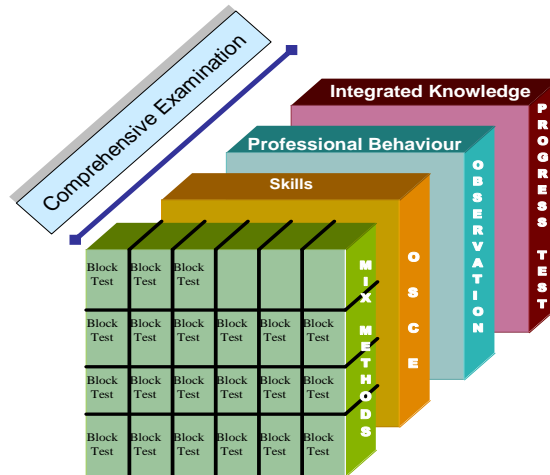 Comprehensive Examination
Integrated Knowledge
PROGRESS TEST
Professional Behaviour
OBSERVATION
Skills
OSCE
MIX METHODS
Block Block Block
Test Test Test
Block Block Block Block Block Block
Test Test Test Test Test Test
Block Block Block Block Block Block
Test Test Test Test Test Test
Block Block Block Block Block Block
Test Test Test Test Test Test